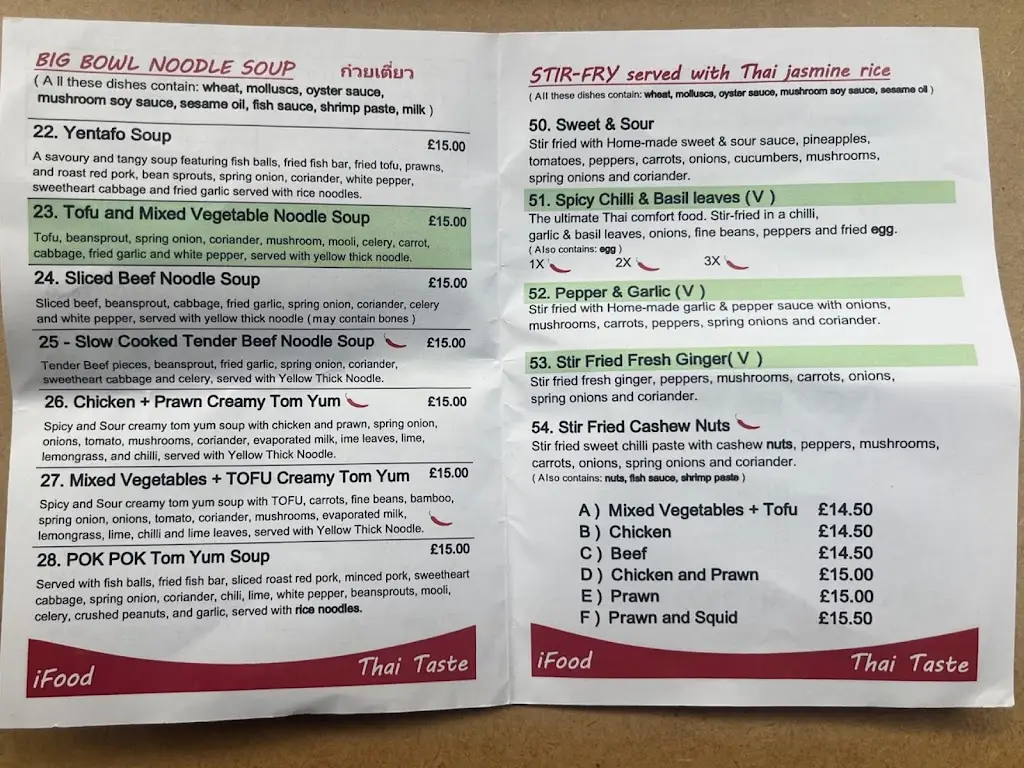 BIG BOWL NOODLE SOUP ก๋วยเตี๋ยว
( A ll these dishes contain: wheat, molluscs, oyster sauce,
mushroom soy sauce, sesame oil, fish sauce, shrimp paste, milk )
22. Yentafo Soup £15.00
A savoury and tangy soup featuring fish balls, fried fish bar, fried tofu, prawns,
and roast red pork, bean sprouts, spring onion, coriander, white pepper,
sweetheart cabbage and fried garlic served with rice noodles.
23. Tofu and Mixed Vegetable Noodle Soup £15.00
Tofu, beansprout, spring onion, coriander, mushroom, mooli, celery, carrot,
cabbage, fried garlic and white pepper, served with yellow thick noodle.
24. Sliced Beef Noodle Soup £15.00
Sliced beef, beansprout, cabbage, fried garlic, spring onion, coriander, celery
and white pepper, served with yellow thick noodle ( may contain bones )
25 - Slow Cooked Tender Beef Noodle Soup £15.00
Tender Beef pieces, beansprout, fried garlic, spring onion, coriander,
sweetheart cabbage and celery, served with Yellow Thick Noodle.
26. Chicken + Prawn Creamy Tom Yum £15.00
Spicy and Sour creamy tom yum soup with chicken and prawn, spring onion,
onions, tomato, mushrooms, coriander, evaporated milk, ime leaves, lime,
lemongrass, and chilli, served with Yellow Thick Noodle.
27. Mixed Vegetables + TOFU Creamy Tom Yum £15.00
Spicy and Sour creamy tom yum soup with TOFU, carrots, fine beans, bamboo,
spring onion, onions, tomato, coriander, mushrooms, evaporated milk,
lemongrass, lime, chilli and lime leaves, served with Yellow Thick Noodle.
28. POK POK Tom Yum Soup £15.00
Served with fish balls, fried fish bar, sliced roast red pork, minced pork, sweetheart
cabbage, spring onion, coriander, chili, lime, white pepper, beansprouts, mooli,
celery, crushed peanuts, and garlic, served with rice noodles.
iFood Thai Taste
STIR-FRY served with Thai jasmine rice
( All these dishes contain: wheat, molluscs, oyster sauce, mushroom soy sauce, sesame oil )
50. Sweet & Sour
Stir fried with Home-made sweet & sour sauce, pineapples,
tomatoes, peppers, carrots, onions, cucumbers, mushrooms,
spring onions and coriander.
51. Spicy Chilli & Basil leaves (V )
The ultimate Thai comfort food. Stir-fried in a chilli,
garlic & basil leaves, onions, fine beans, peppers and fried egg.
( Also contains: egg )
1X 2X 3X
52. Pepper & Garlic (V )
Stir fried with Home-made garlic & pepper sauce with onions,
mushrooms, carrots, peppers, spring onions and coriander.
53. Stir Fried Fresh Ginger( V )
Stir fried fresh ginger, peppers, mushrooms, carrots, onions,
spring onions and coriander.
54. Stir Fried Cashew Nuts
Stir fried sweet chilli paste with cashew nuts, peppers, mushrooms,
carrots, onions, spring onions and coriander.
( Also contains: nuts, fish sauce, shrimp paste )
A ) Mixed Vegetables + Tofu £14.50
B ) Chicken £14.50
C ) Beef £14.50
D ) Chicken and Prawn £15.00
E ) Prawn £15.00
F ) Prawn and Squid £15.50
iFood Thai Taste